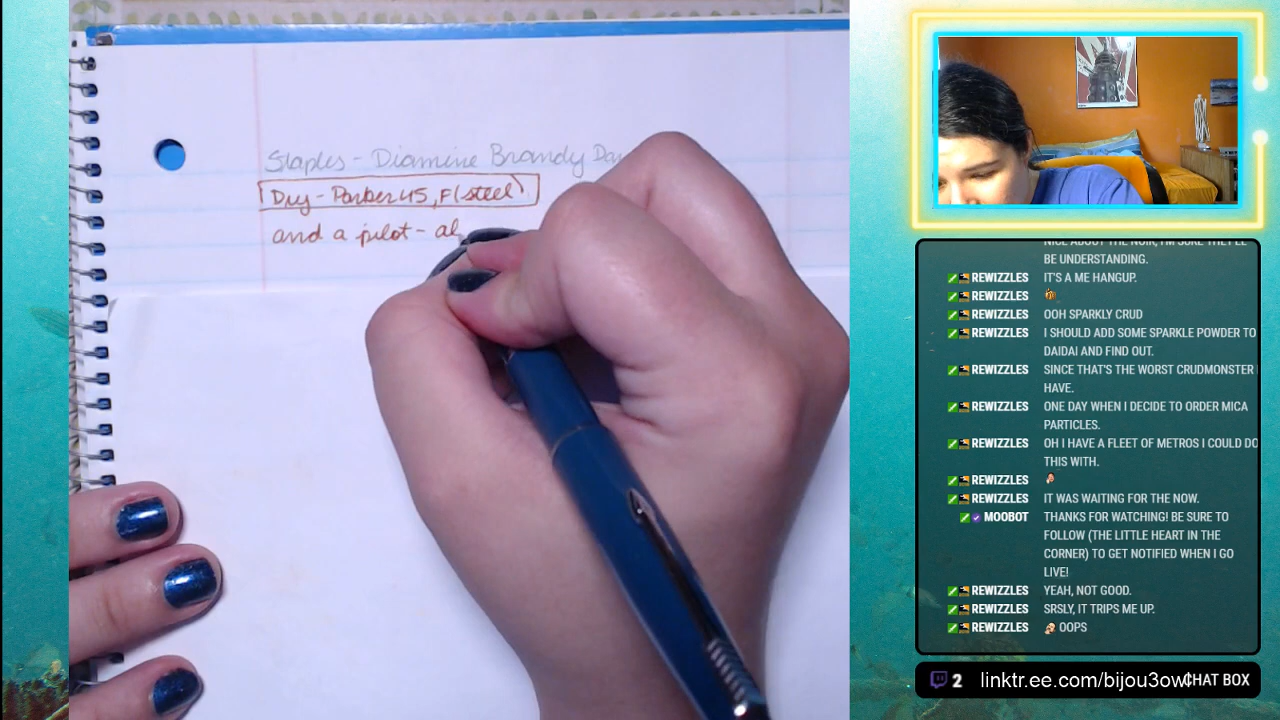 Staples - Diamine Brandy Da
Dry - Parker 45, F(steel)
and a pilot - al
NICE ABOUT THE NOIR, I'M SURE THEY'LL
BE UNDERSTANDING.
REWIZZLES IT'S A ME HANGUP.
REWIZZLES
REWIZZLES OOH SPARKLY CRUD
REWIZZLES I SHOULD ADD SOME SPARKLE POWDER TO
DAIDAI AND FIND OUT.
REWIZZLES SINCE THAT'S THE WORST CRUDMONSTER I
HAVE.
REWIZZLES ONE DAY WHEN I DECIDE TO ORDER MICA
PARTICLES.
REWIZZLES OH I HAVE A FLEET OF METROS I COULD DO
THIS WITH.
REWIZZLES
REWIZZLES IT WAS WAITING FOR THE NOW.
MOOBOT THANKS FOR WATCHING! BE SURE TO
FOLLOW (THE LITTLE HEART IN THE
CORNER) TO GET NOTIFIED WHEN I GO
LIVE!
REWIZZLES YEAH, NOT GOOD.
REWIZZLES SRSLY, IT TRIPS ME UP.
REWIZZLES OOPS
2 linktr.ee.com/bijou3owl CHAT BOX